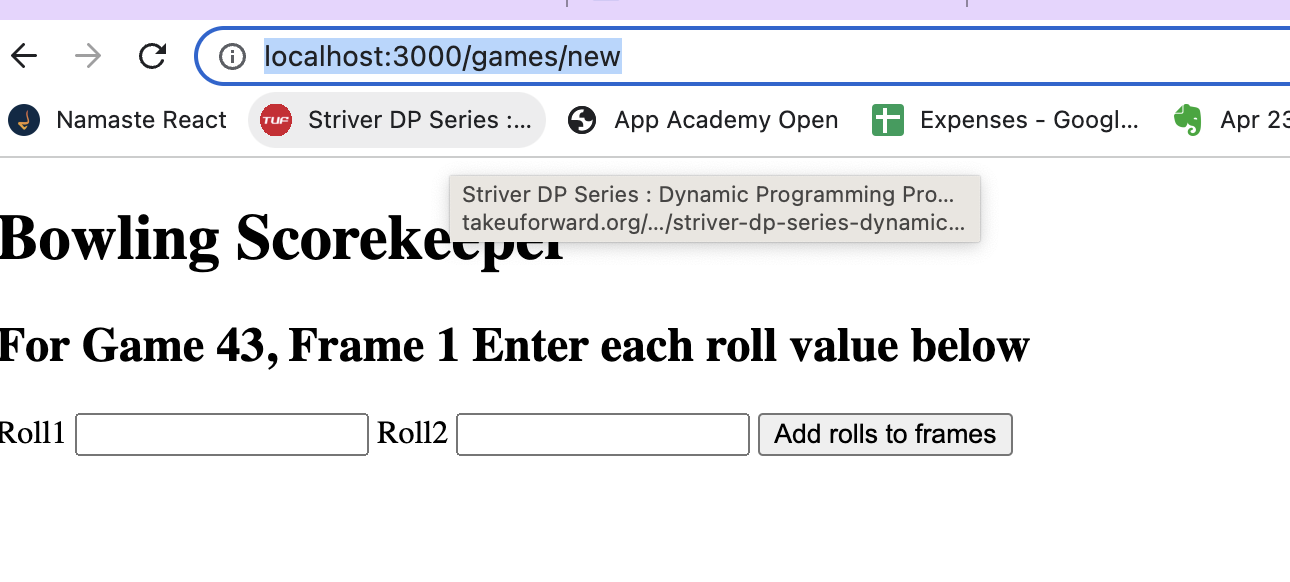 localhost:3000/games/new
Namaste React TUF Striver DP Series :... App Academy Open Expenses - Googl... Apr 23
Striver DP Series : Dynamic Programming Pro...
takeuforward.org/.../striver-dp-series-dynamic...
Bowling Scorekeeper
For Game 43, Frame 1 Enter each roll value below
Roll1 Roll2 Add rolls to frames